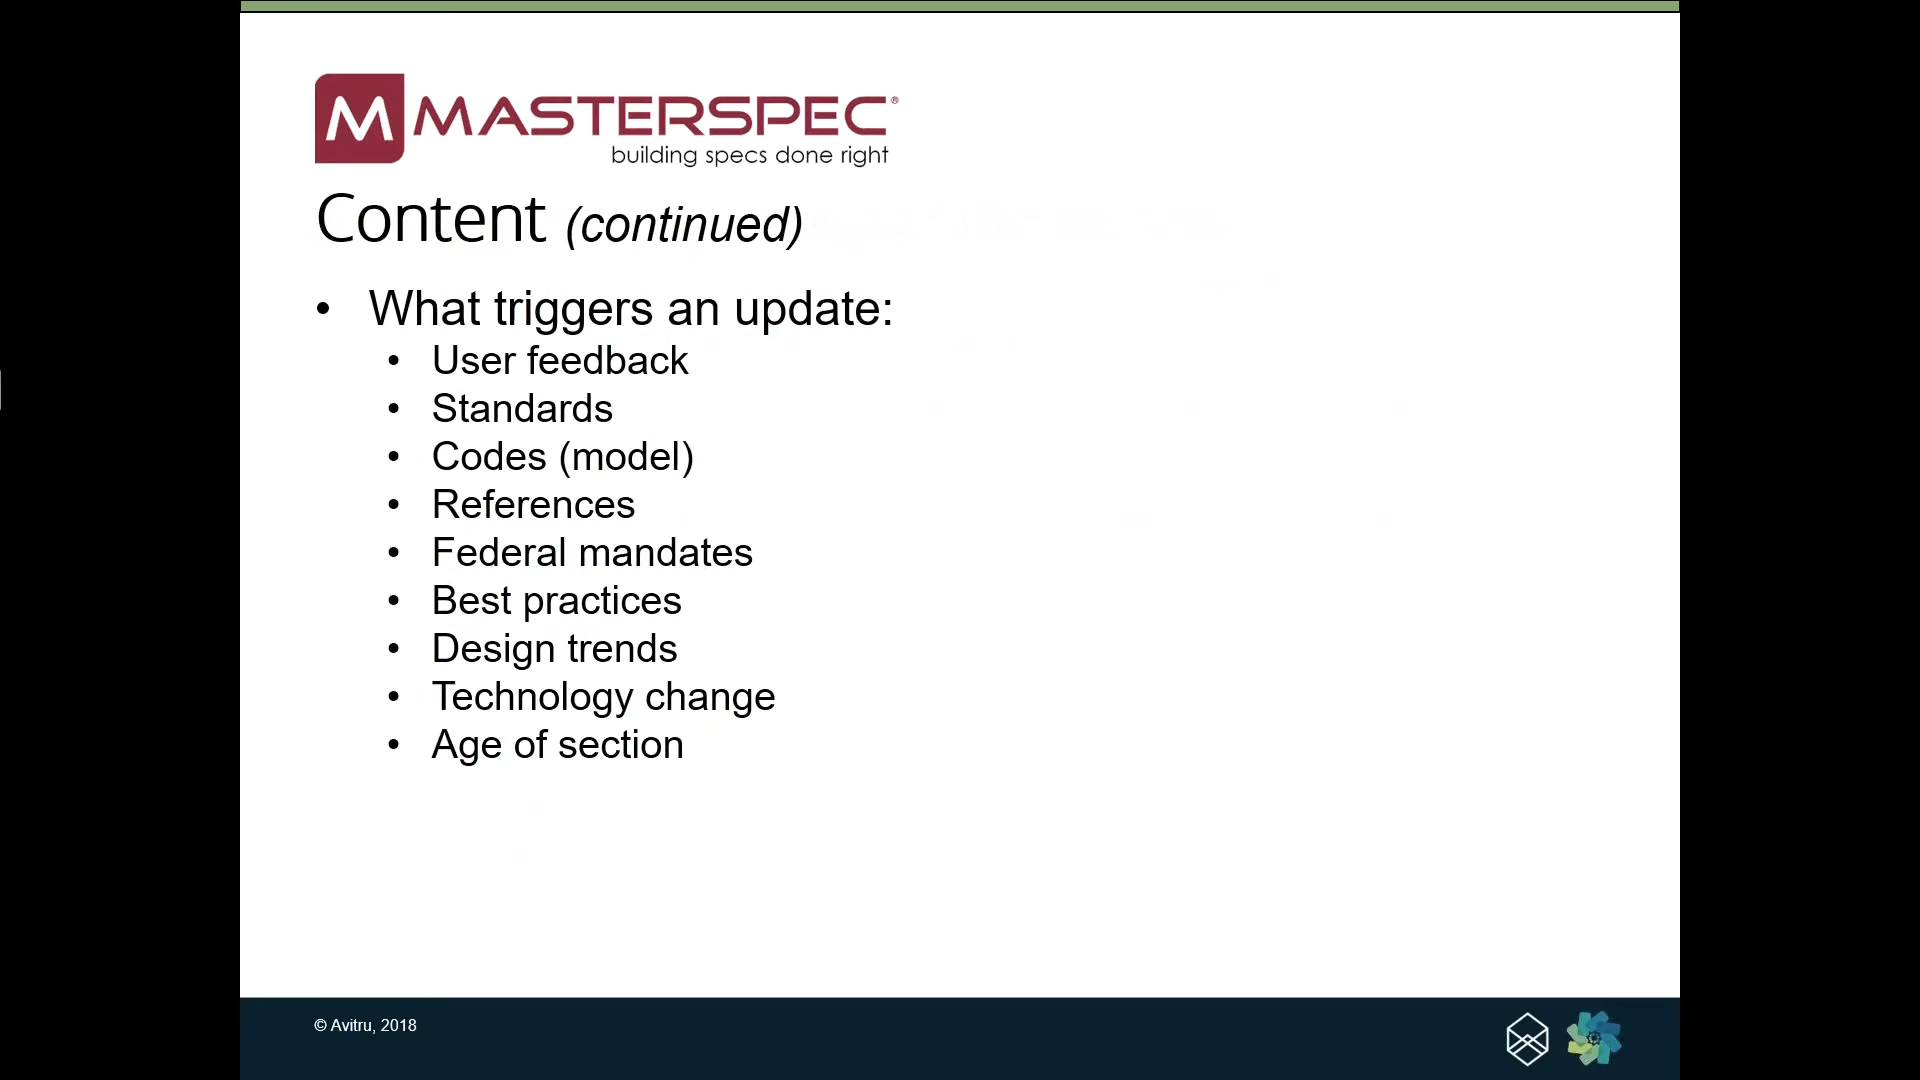 M MASTERSPEC®
building specs done right
Content (continued)
• What triggers an update:
• User feedback
• Standards
• Codes (model)
• References
• Federal mandates
• Best practices
• Design trends
• Technology change
• Age of section
© Avitru, 2018